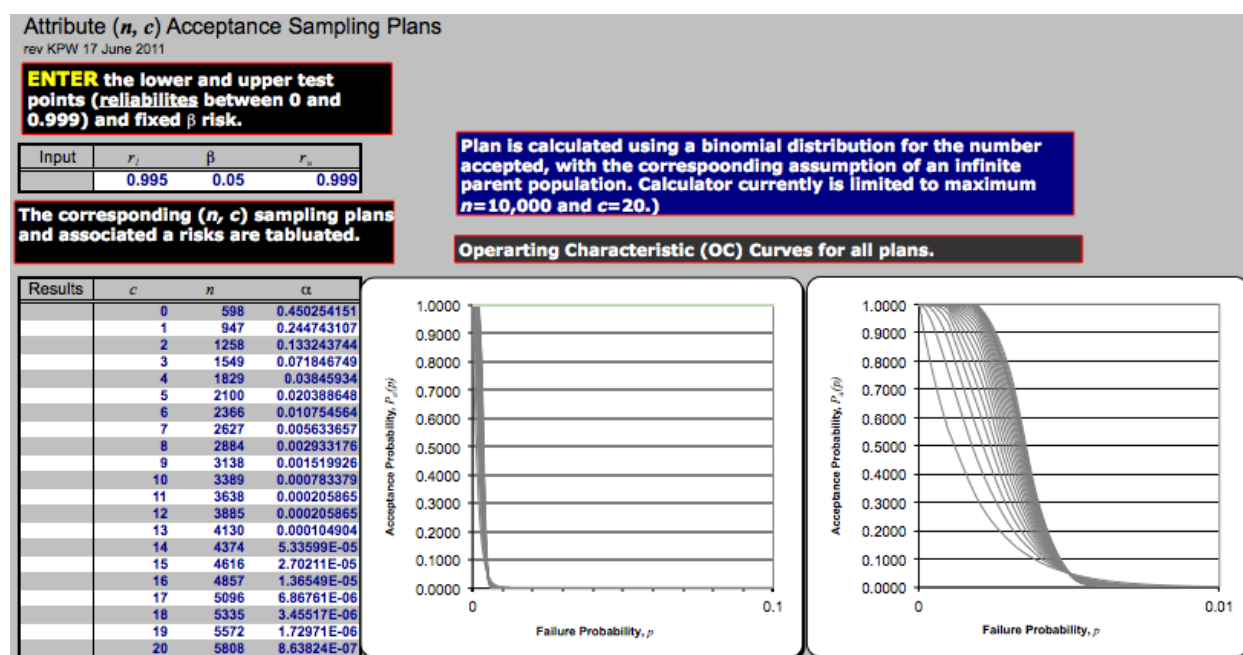 Attribute (n, c) Acceptance Sampling Plans
rev KPW 17 June 2011
ENTER the lower and upper test
points (reliabilites between 0 and
0.999) and fixed β risk.
Input r_l β r_u
0.995 0.05 0.999
Plan is calculated using a binomial distribution for the number
accepted, with the correspoonding assumption of an infinite
parent population. Calculator currently is limited to maximum
n=10,000 and c=20.)
The corresponding (n, c) sampling plans
and associated a risks are tabluated.
Operarting Characteristic (OC) Curves for all plans.
Results c n α
0 598 0.450254151
1 947 0.244743107
2 1258 0.133243744
3 1549 0.071846749
4 1829 0.03845934
5 2100 0.020388648
6 2366 0.010754564
7 2627 0.005633657
8 2884 0.002933176
9 3138 0.001519926
10 3389 0.000783379
11 3638 0.000205865
12 3885 0.000205865
13 4130 0.000104904
14 4374 5.33599E-05
15 4616 2.70211E-05
16 4857 1.36549E-05
17 5096 6.86761E-06
18 5335 3.45517E-06
19 5572 1.72971E-06
20 5808 8.63824E-07
Acceptance Probability, P_a(p)
1.0000
0.9000
0.8000
0.7000
0.6000
0.5000
0.4000
0.3000
0.2000
0.1000
0.0000
0 0.1
Failure Probability, p
Acceptance Probability, P_a(p)
1.0000
0.9000
0.8000
0.7000
0.6000
0.5000
0.4000
0.3000
0.2000
0.1000
0.0000
0 0.01
Failure Probability, p